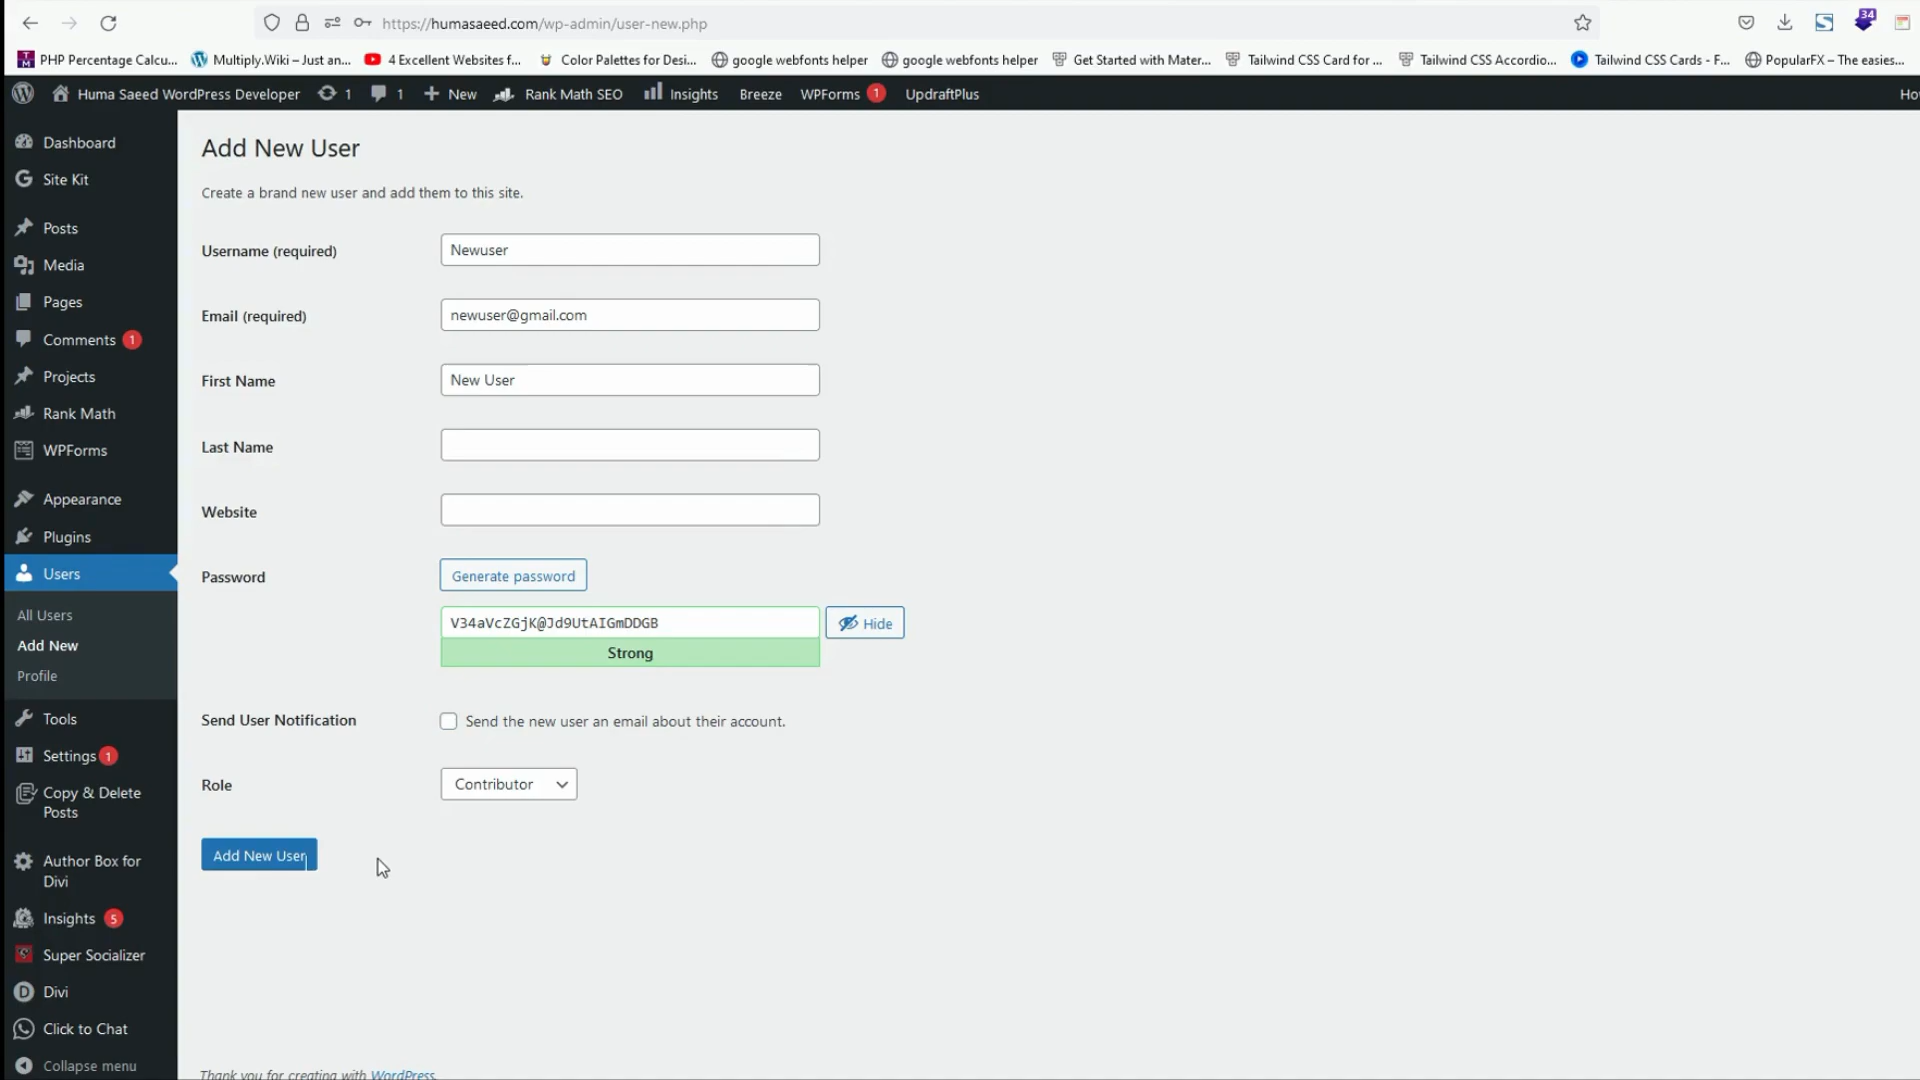 https://humasaeed.com/wp-admin/user-new.php
34
PHP Percentage Calcu...
Multiply.Wiki – Just an...
4 Excellent Websites f...
Color Palettes for Desi...
google webfonts helper
google webfonts helper
Get Started with Mater...
Tailwind CSS Card for ...
Tailwind CSS Accordio...
Tailwind CSS Cards - F...
PopularFX – The easies...
Huma Saeed WordPress Developer
1
1
New
Rank Math SEO
Insights
Breeze
WPForms 1
UpdraftPlus
Ho
Dashboard
Site Kit
Posts
Media
Pages
Comments 1
Projects
Rank Math
WPForms
Appearance
Plugins
Users
All Users
Add New
Profile
Tools
Settings 1
Copy & Delete
Posts
Author Box for
Divi
Insights 5
Super Socializer
Divi
Click to Chat
Collapse menu
Add New User
Create a brand new user and add them to this site.
Username (required)
Newuser
Email (required)
newuser@gmail.com
First Name
New User
Last Name
Website
Password
Generate password
V34aVcZGjK@Jd9UtAIGmDDGB
Hide
Strong
Send User Notification
Send the new user an email about their account.
Role
Contributor
Add New User
Thank you for creating with WordPress.